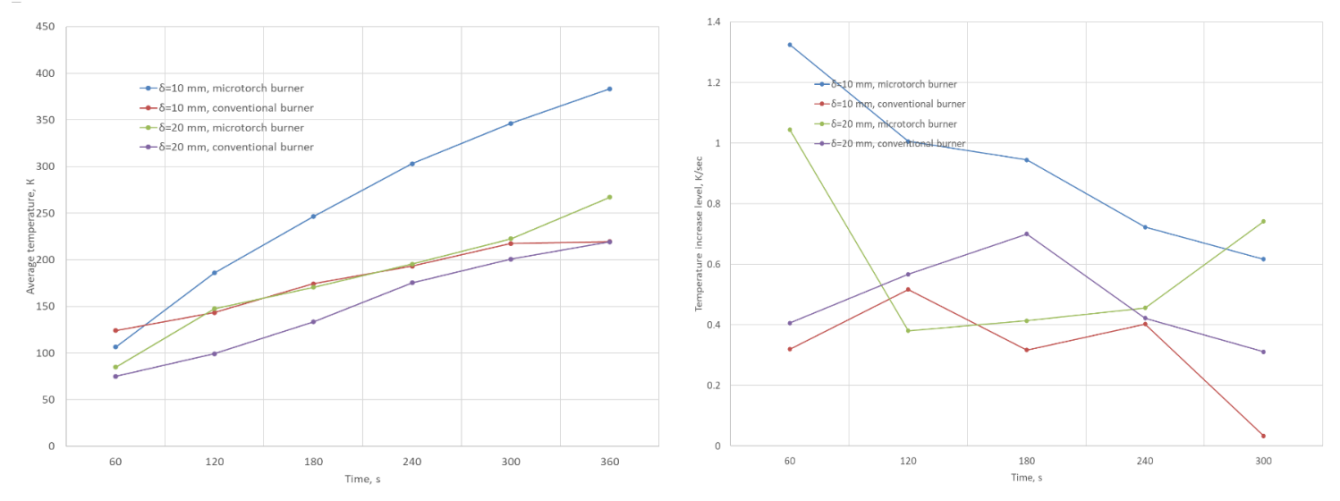 450
400
350
300
250
200
150
100
50
0
Average temperature, K
δ=10 mm, microtorch burner
δ=10 mm, conventional burner
δ=20 mm, microtorch burner
δ=20 mm, conventional burner
60 120 180 240 300 360
Time, s
1.4
1.2
1
0.8
0.6
0.4
0.2
0
Temperature increase level, K/sec
δ=10 mm, microtorch burner
δ=10 mm, conventional burner
δ=20 mm, microtorch burner
δ=20 mm, conventional burner
60 120 180 240 300
Time, s